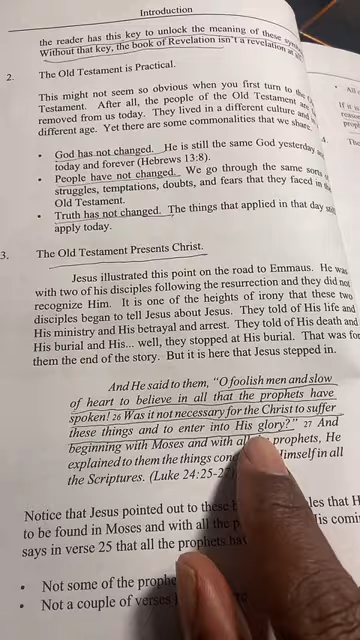 Introduction
the reader has this key to unlock the meaning of these
Without that key, the book of Revelation isn't a revelation at
2. The Old Testament is Practical.
This might not seem so obvious when you first turn to the
Testament. After all, the people of the Old Testament are
removed from us today. They lived in a different culture and
different age. Yet there are some commonalities that we share.
• God has not changed. He is still the same God yesterday
today and forever (Hebrews 13:8).
• People have not changed. We go through the same sorts of
struggles, temptations, doubts, and fears that they faced in the
Old Testament.
• Truth has not changed. The things that applied in that day still
apply today.
3. The Old Testament Presents Christ.
Jesus illustrated this point on the road to Emmaus. He was
with two of his disciples following the resurrection and they did not
recognize Him. It is one of the heights of irony that these two
disciples began to tell Jesus about Jesus. They told of His life and
His ministry and His betrayal and arrest. They told of His death and
His burial and His... well, they stopped at His burial. That was for
them the end of the story. But it is here that Jesus stepped in.
And He said to them, "O foolish men and slow
of heart to believe in all that the prophets have
spoken! 26 Was it not necessary for the Christ to suffer
these things and to enter into His glory?" 27 And
beginning with Moses and with all prophets, He
explained to them the things Himself in all
the Scriptures. (Luke 24:25-27
Notice that Jesus pointed out to these that H
to be found in Moses and with all the
says in verse 25 that all the prophets
• Not some of the
• Not a couple of verses
• All
If it
4. The